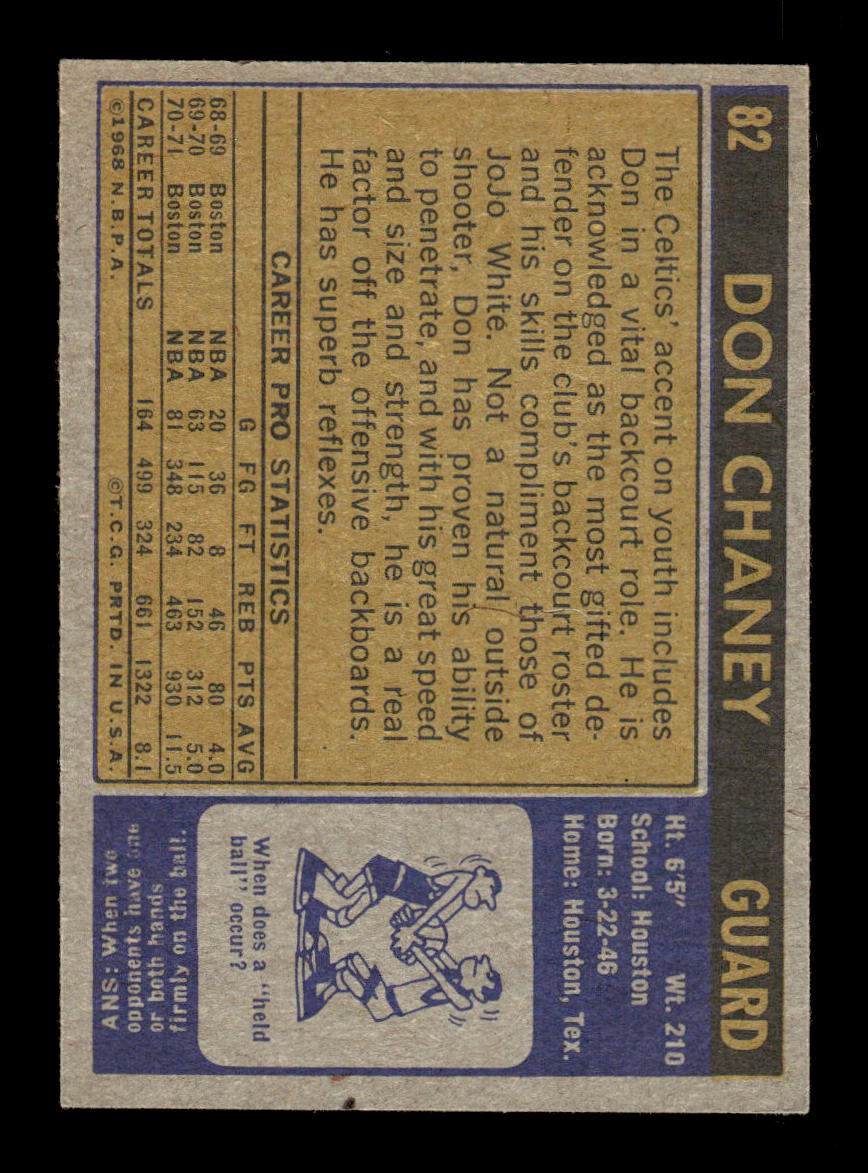 82 DON CHANEY GUARD
The Celtics' accent on youth includes
Don in a vital backcourt role. He is
acknowledged as the most gifted de-
fender on the club's backcourt roster
and his skills compliment those of
JoJo White. Not a natural outside
shooter, Don has proven his ability
to penetrate, and with his great speed
and size and strength, he is a real
factor off the offensive backboards.
He has superb reflexes.
CAREER PRO STATISTICS
G FG FT REB PTS AVG
68-69 Boston NBA 20 36 8 46 80 4.0
69-70 Boston NBA 63 115 82 152 312 5.0
70-71 Boston NBA 81 348 234 463 930 11.5
CAREER TOTALS 164 499 324 661 1322 8.1
©1968 N.B.P.A. ©T.C.G. PRTD. IN U.S.A.
Ht. 6'5" Wt. 210
School: Houston
Born: 3-22-46
Home: Houston, Tex.
When does a "held
ball" occur?
ANS: When two
opponents have one
or both hands
firmly on the ball.